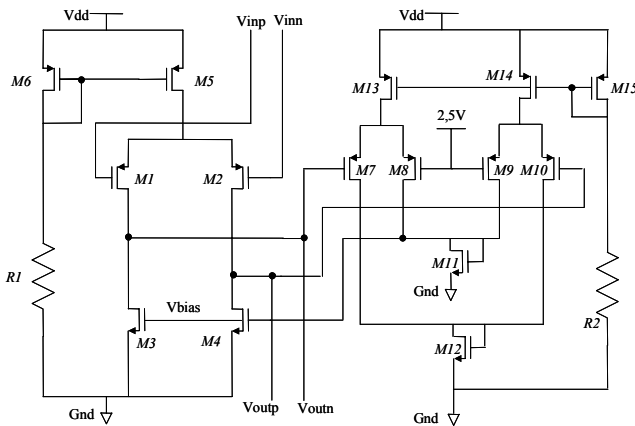 Vdd
Vinp Vinn
Vdd
M6
M5
M13
M14
M15
2,5V
M1
M2
M7
M8
M9
M10
R1
M11
Gnd
R2
Vbias
M3
M4
M12
Gnd
Voutp
Voutn
Gnd